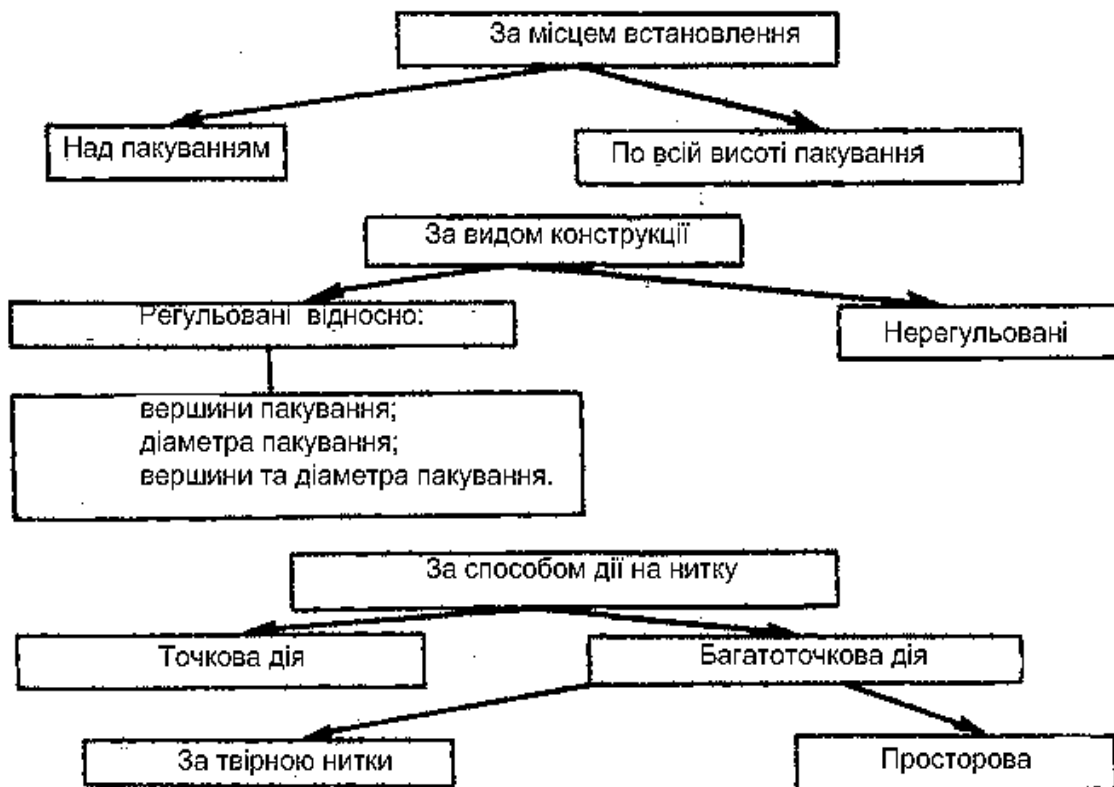 За місцем встановлення
Над пакуванням
По всій висоті пакування
За видом конструкції
Регульовані відносно:
Нерегульовані
вершини пакування;
діаметра пакування;
вершини та діаметра пакування.
За способом дії на нитку
Точкова дія
Багатоточкова дія
За твірною нитки
Просторова